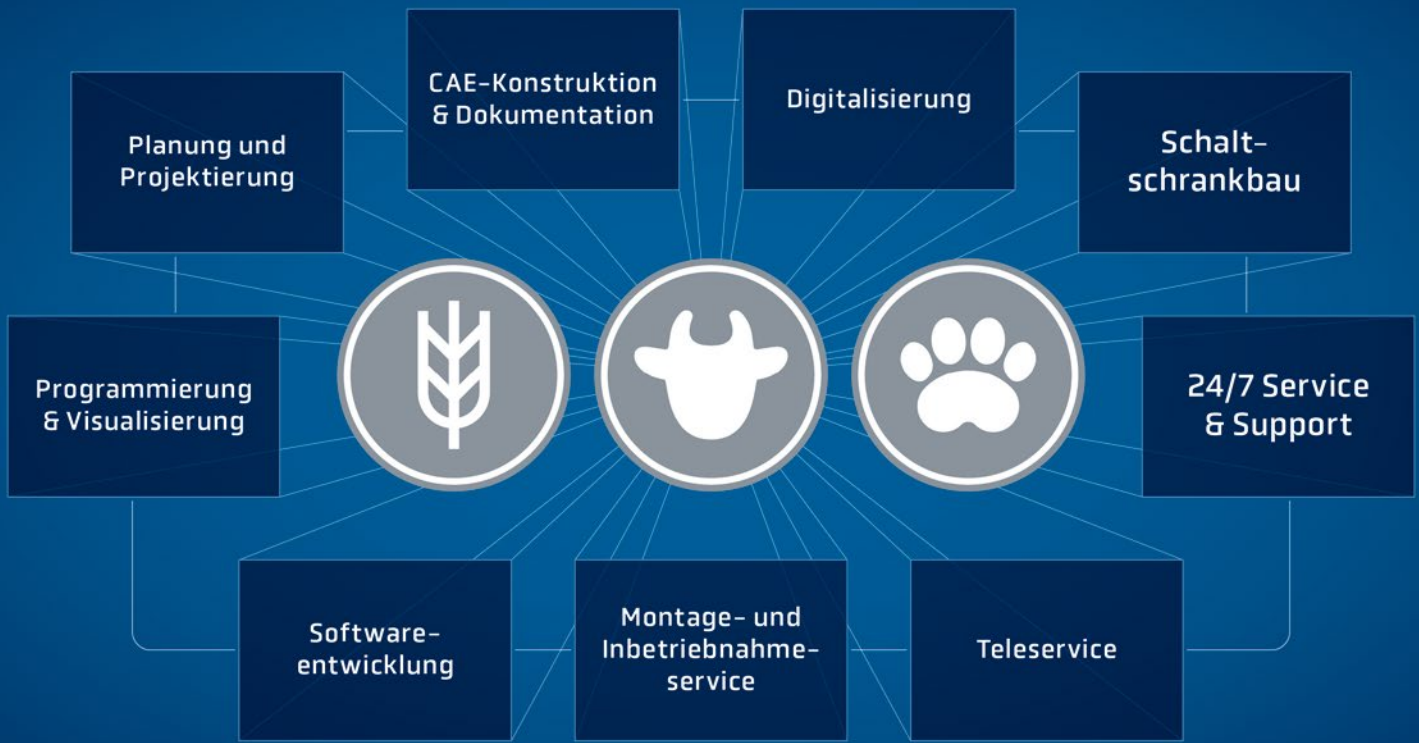 CAE-Konstruktion
& Dokumentation
Digitalisierung
Planung und
Projektierung
Schalt-
schrankbau
Programmierung
& Visualisierung
24/7 Service
& Support
Software-
entwicklung
Montage- und
Inbetriebnahme-
service
Teleservice